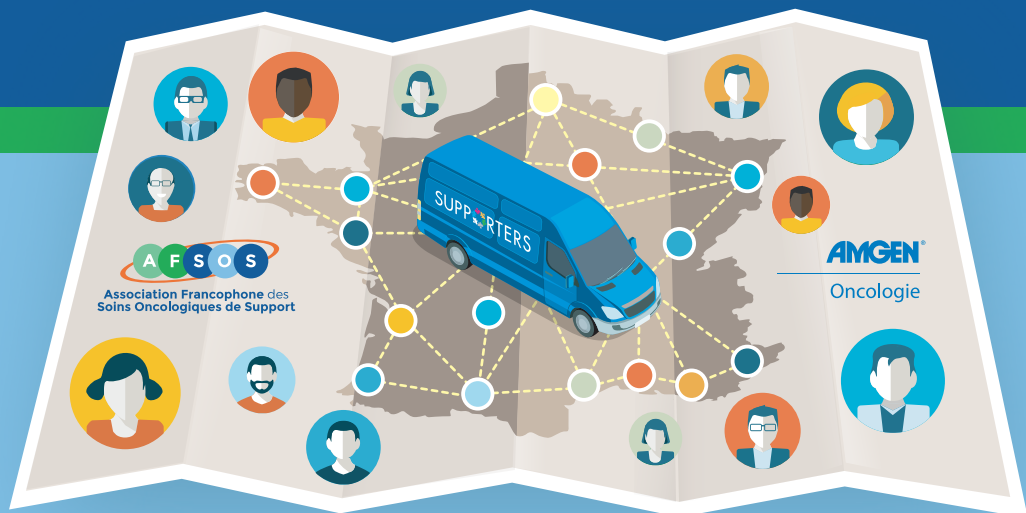 SUPPORTERS
AFSOS
Association Francophone des
Soins Oncologiques de Support
AMGEN®
Oncologie